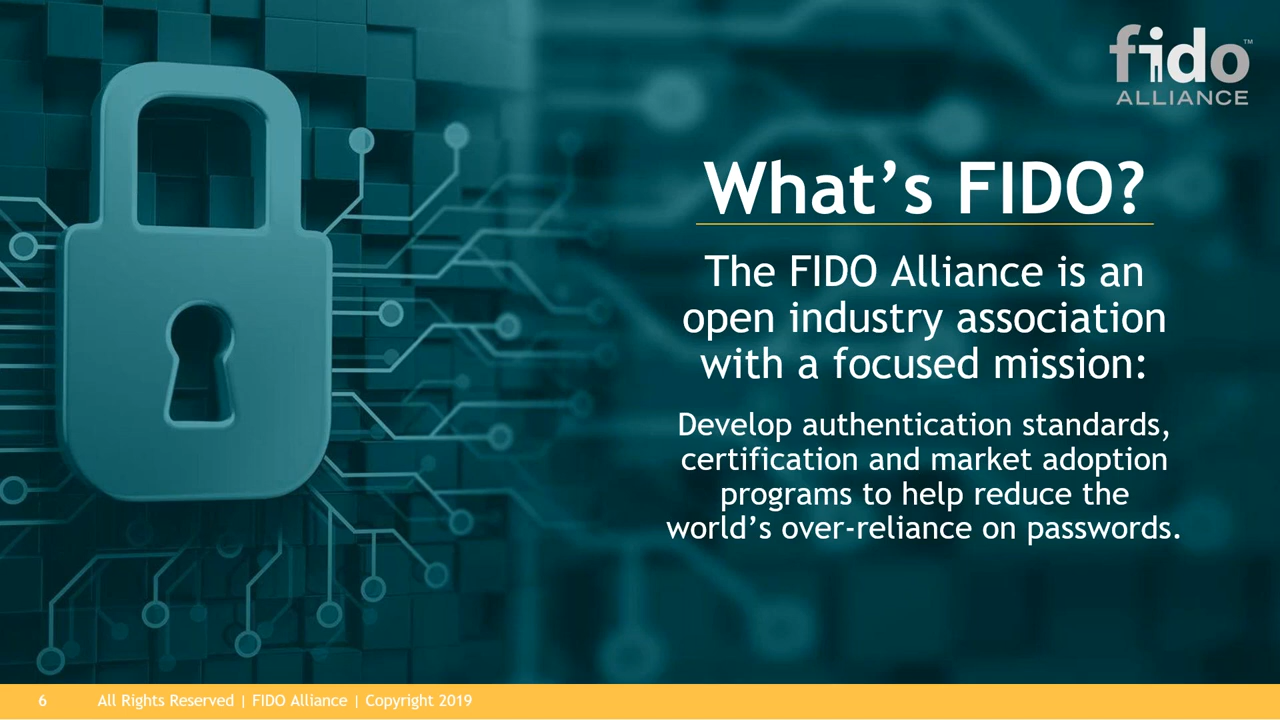 fido™
ALLIANCE
What’s FIDO?
The FIDO Alliance is an
open industry association
with a focused mission:
Develop authentication standards,
certification and market adoption
programs to help reduce the
world’s over-reliance on passwords.
6 All Rights Reserved | FIDO Alliance | Copyright 2019